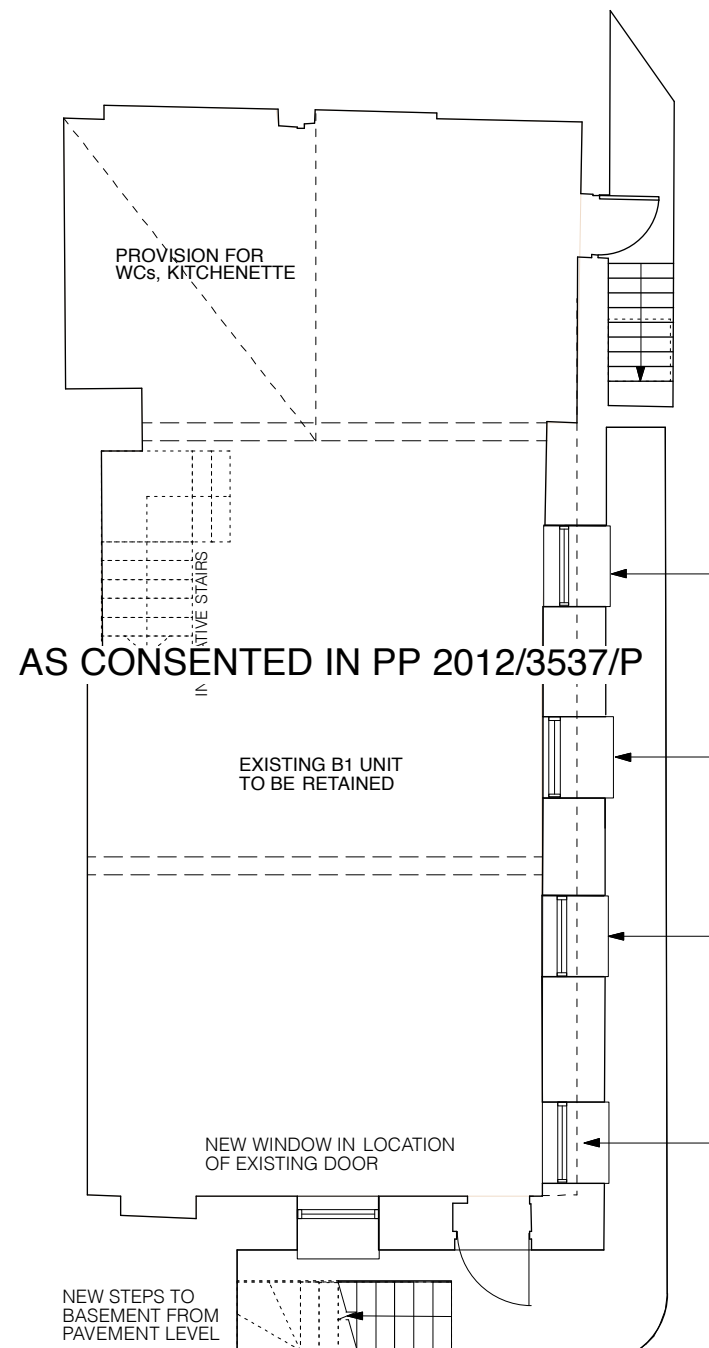 PROVISION FOR
WCs, KITCHENETTE
STAIRS
AS CONSENTED IN PP 2012/3537/P
EXISTING B1 UNIT
TO BE RETAINED
NEW WINDOW IN LOCATION
OF EXISTING DOOR
NEW STEPS TO
BASEMENT FROM
PAVEMENT LEVEL